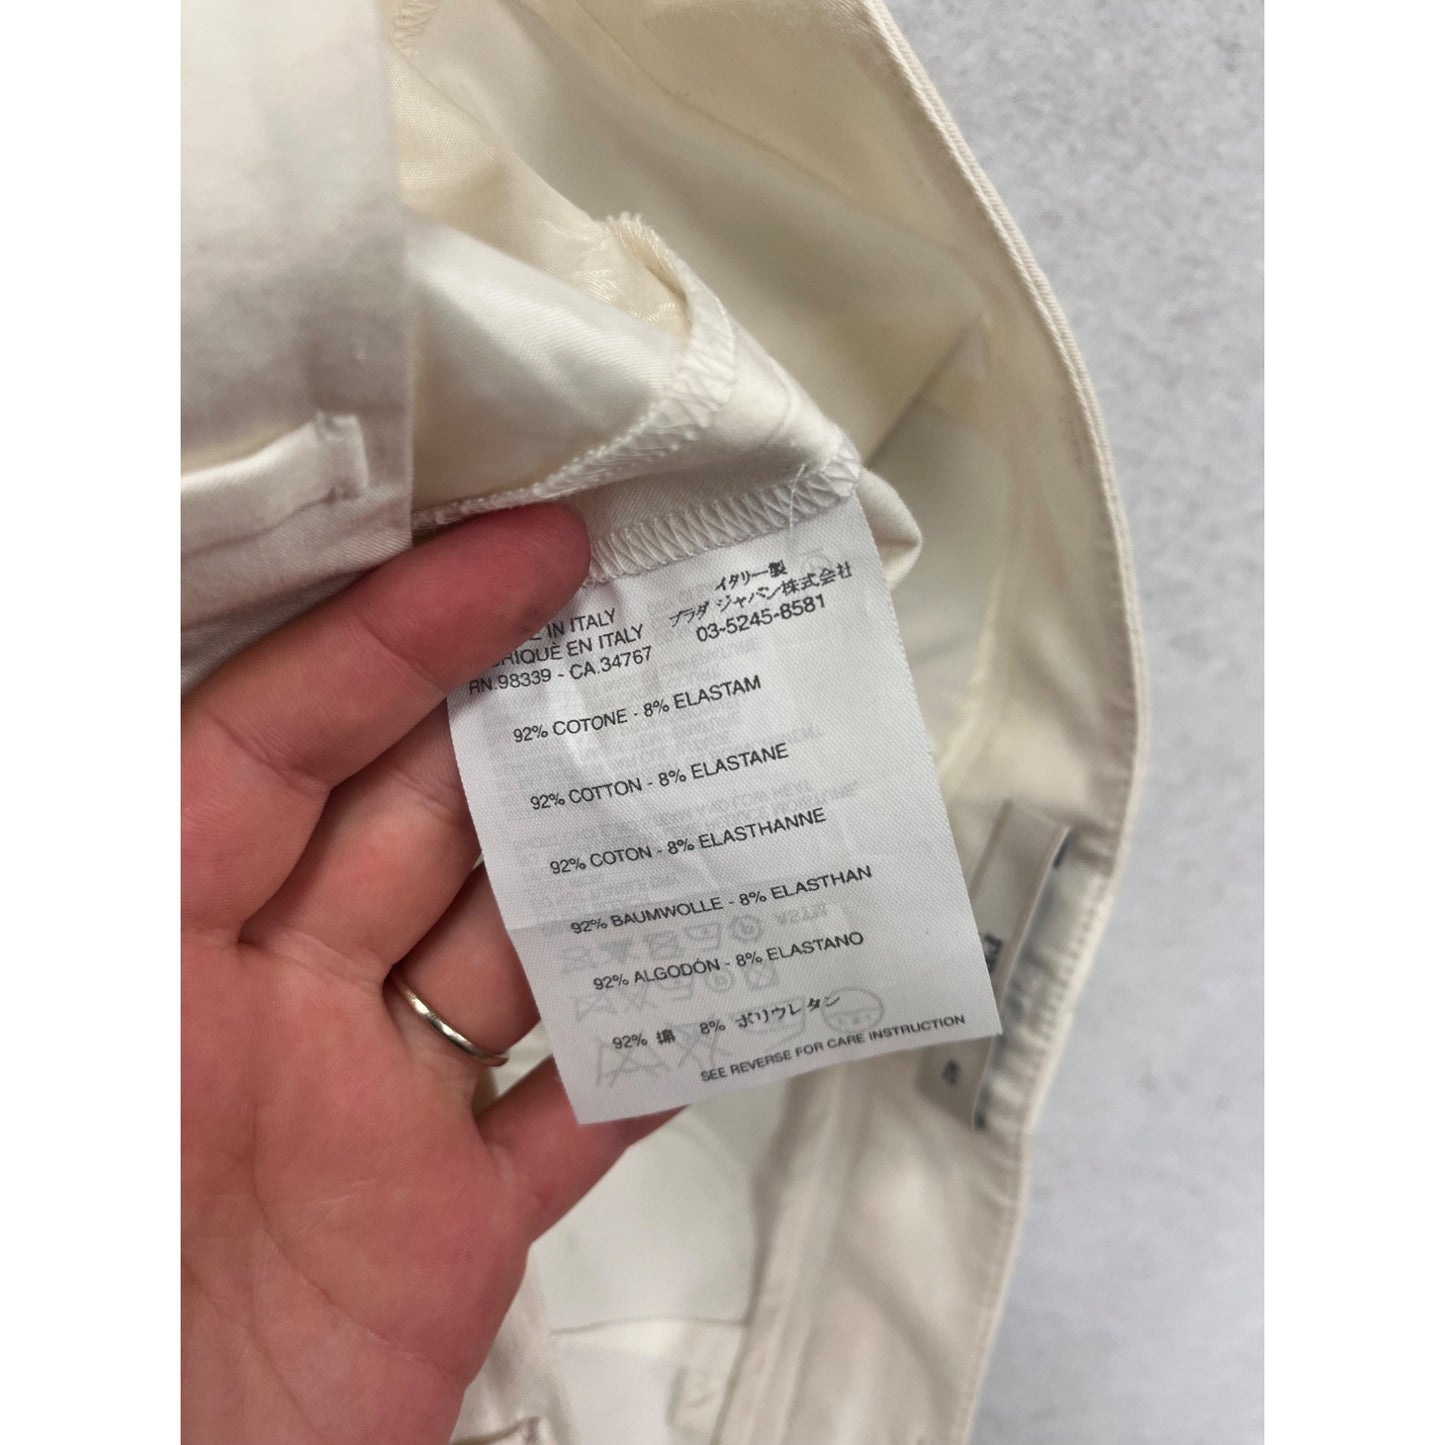 イタリー製
プラダ ジャパン株式会社
03-5245-8581
IN ITALY
EN ITALY
RN.98339 - CA.34767
92% COTONE - 8% ELASTAM
92% COTTON - 8% ELASTANE
92% COTON - 8% ELASTHANNE
92% BAUMWOLLE - 8% ELASTHAN
92% ALGODÓN - 8% ELASTANO
92% 綿 8% ポリウレタン
SEE REVERSE FOR CARE INSTRUCTION